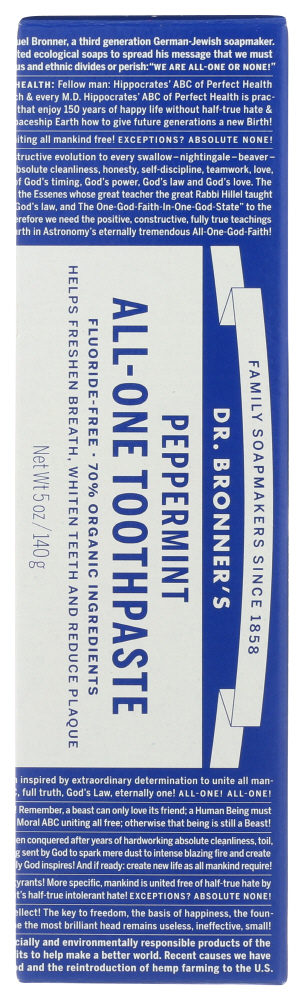 uel Bronner, a third generation German-Jewish soapmaker.
ted ecological soaps to spread his message that we must
us and ethnic divides or perish: "WE ARE ALL-ONE OR NONE!"
HEALTH: Fellow man: Hippocrates' ABC of Perfect Health
ch & every M.D. Hippocrates' ABC of Perfect Health is prac-
that enjoy 150 years of happy life without half-true hate &
paceship Earth how to give future generations a new Birth!
iting all mankind free! EXCEPTIONS? ABSOLUTE NONE!
tructive evolution to every swallow – nightingale – beaver –
bsolute cleanliness, honesty, self-discipline, teamwork, love,
of God's timing, God's power, God's law and God's love. The
the Essenes whose great teacher the great Rabbi Hillel taught
God's law, and The One-God-Faith-In-One-God-State" to the
erefore we need the positive, constructive, fully true teachings
rth in Astronomy's eternally tremendous All-One-God-Faith!
FAMILY SOAPMAKERS SINCE 1858
DR. BRONNER'S
PEPPERMINT
ALL-ONE TOOTHPASTE
FLUORIDE-FREE · 70% ORGANIC INGREDIENTS
HELPS FRESHEN BREATH, WHITEN TEETH AND REDUCE PLAQUE
Net Wt 5 oz / 140g
inspired by extraordinary determination to unite all man-
, full truth, God's Law, eternally one! ALL-ONE! ALL-ONE!
Remember, a beast can only love its friend; a Human Being must
Moral ABC uniting all free; otherwise that being is still a Beast!
en conquered after years of hardworking absolute cleanliness, toil,
g sent by God to spark mere dust to intense blazing fire and create
ly God inspires! And if ready: create new life as all mankind require!
yrants! More specific, mankind is united free of half-true hate by
t's half-true intolerant hate! EXCEPTIONS? ABSOLUTE NONE!
ellect! The key to freedom, the basis of happiness, the foun-
e the most brilliant head remains useless, ineffective, small!
cially and environmentally responsible products of the
its to help make a better world. Recent causes we have
d and the reintroduction of hemp farming to the U.S.